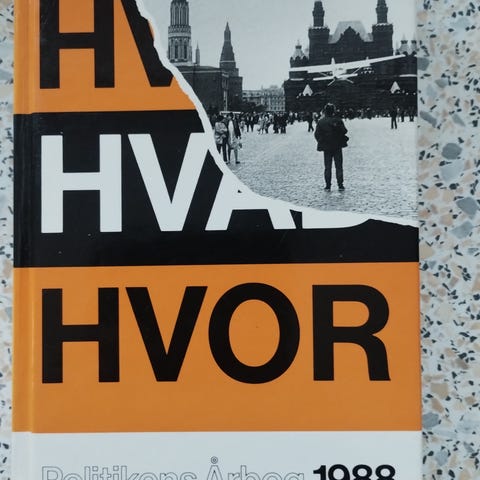 HV
HVAD
HVOR
Politikens Årbog 1988